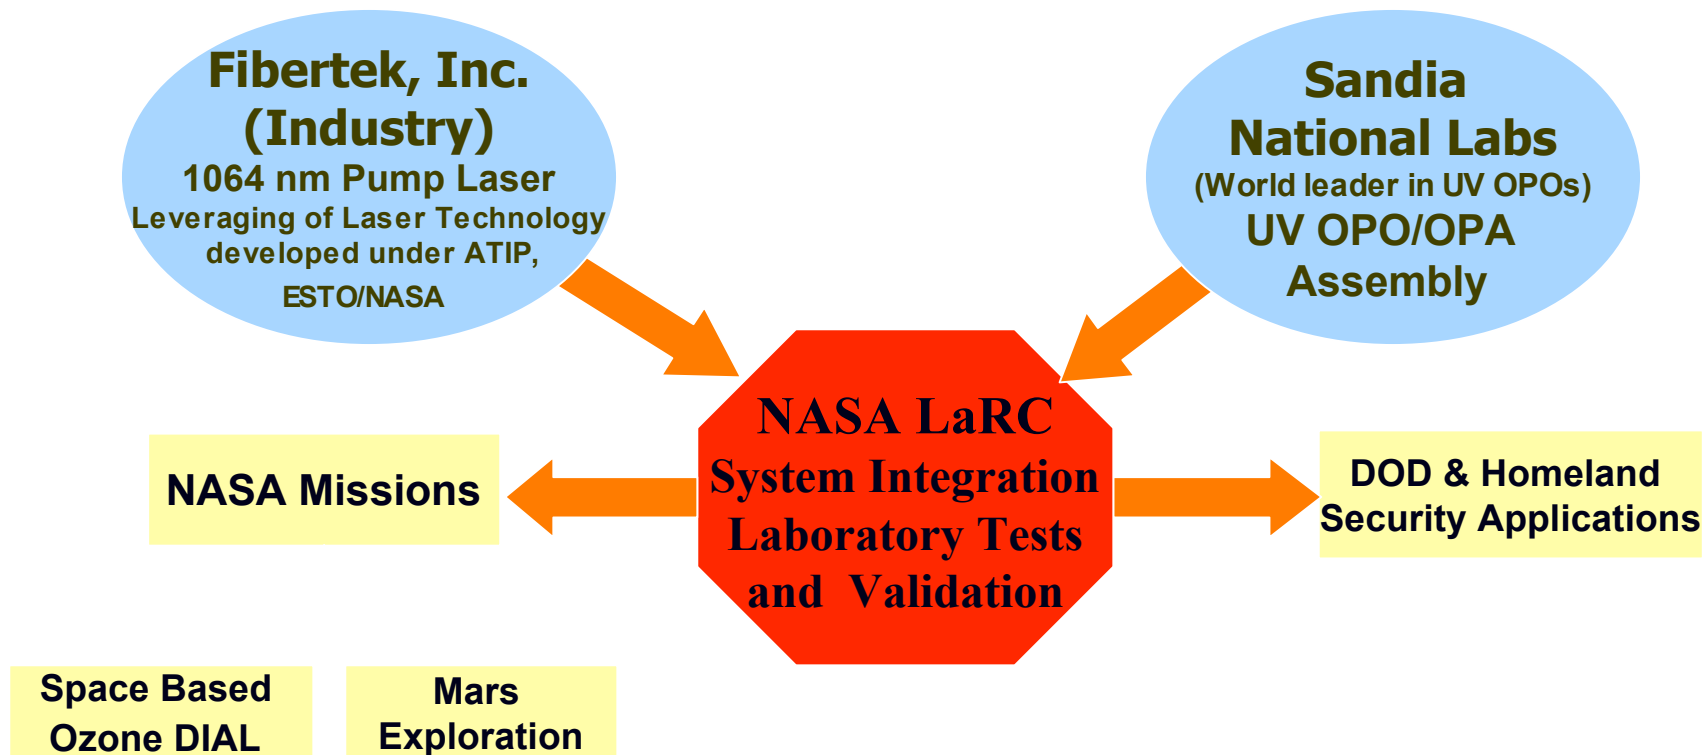 Fibertek, Inc.
(Industry)
1064 nm Pump Laser
Leveraging of Laser Technology
developed under ATIP,
ESTO/NASA
Sandia
National Labs
(World leader in UV OPOs)
UV OPO/OPA
Assembly
NASA LaRC
System Integration
Laboratory Tests
and Validation
NASA Missions
DOD & Homeland
Security Applications
Space Based
Ozone DIAL
Mars
Exploration